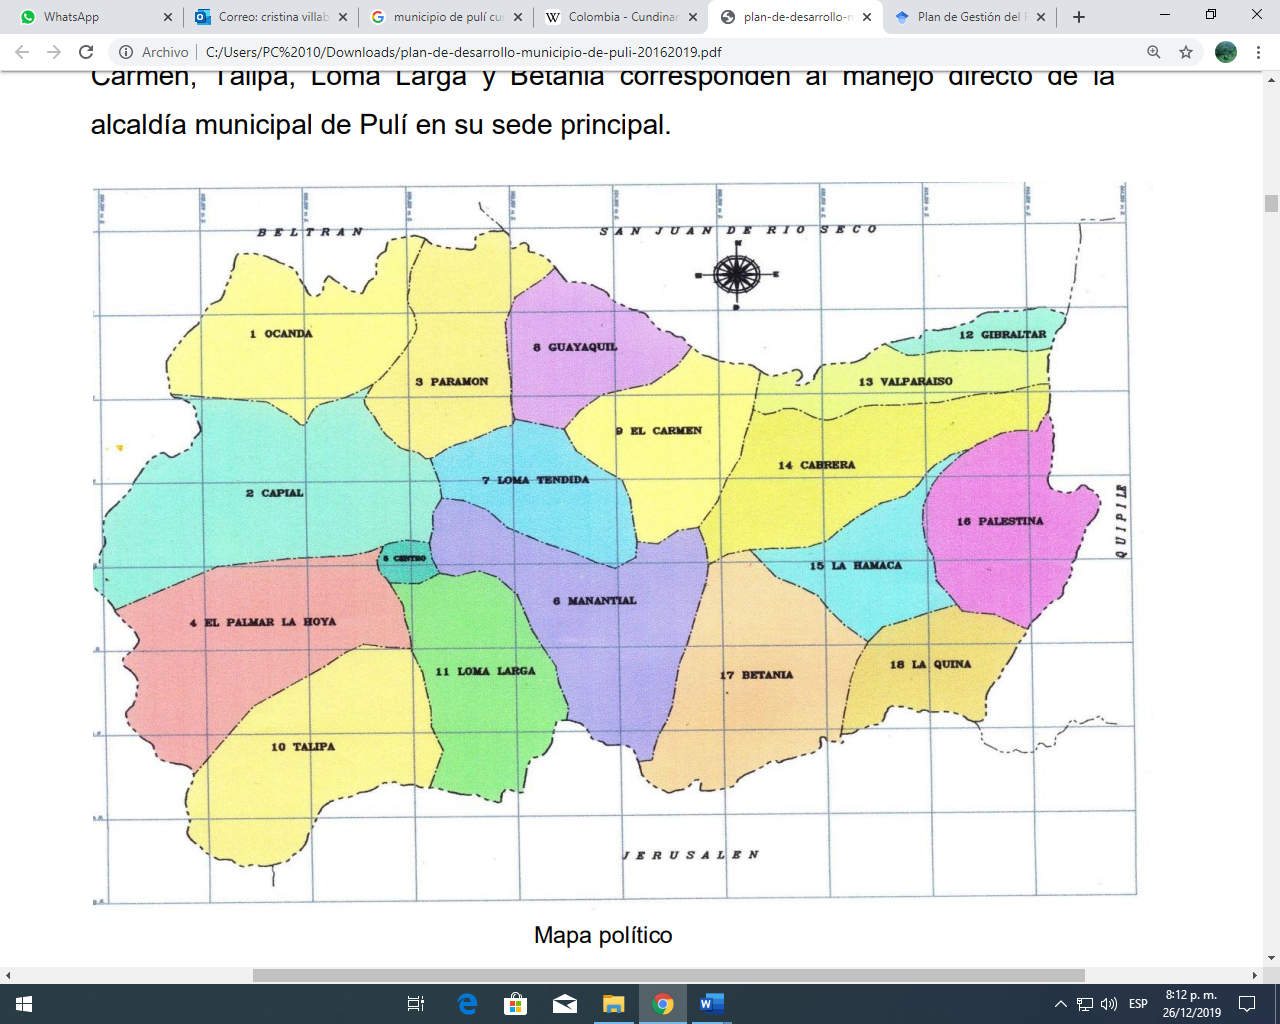 WhatsApp
Correo: cristina villab
municipio de pulí cu
Colombia - Cundinar
plan-de-desarrollo-m
Plan de Gestión del
Archivo
C:/Users/PC%2010/Downloads/plan-de-desarrollo-municipio-de-puli-20162019.pdf
Carmen, Talipa, Loma Larga y Betania corresponden al manejo directo de la
alcaldía municipal de Pulí en su sede principal.
BELTRAN
SAN JUAN DE RIO SECO
1 OCANDA
12 GIBRALTAR
8 GUAYAQUIL
3 PARAMON
13 VALPARAISO
9 EL CARMEN
14 CABRERA
7 LOMA TENDIDA
2 CAPIAL
16 PALESTINA
QUIPILE
5 CENTRO
15 LA HAMACA
6 MANANTIAL
4 EL PALMAR LA HOYA
11 LOMA LARGA
18 LA QUINA
17 BETANIA
10 TALIPA
JERUSALEN
Mapa político
ESP
8:12 p. m.
26/12/2019